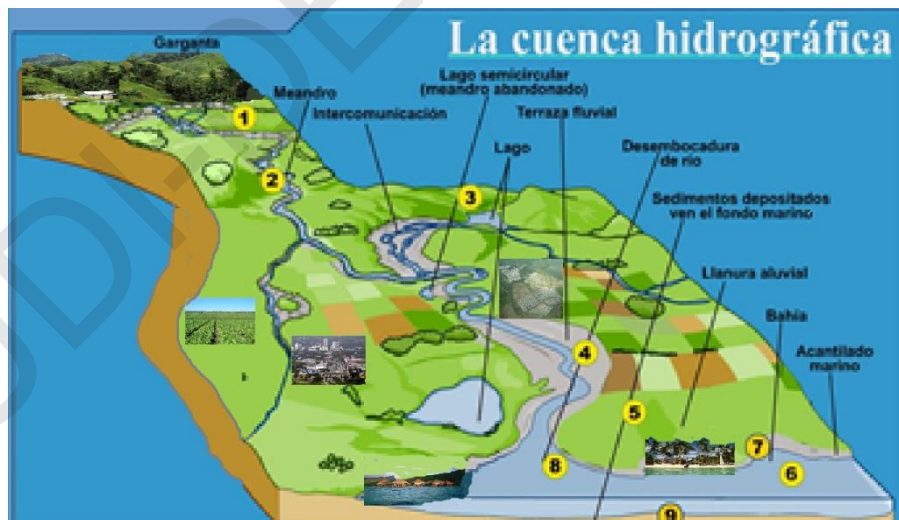 La cuenca hidrográfica
Garganta
Lago semicircular
(meandro abandonado)
Meandro
Intercomunicación
Terraza fluvial
Lago
Desembocadura
de río
Sedimentos depositados
ven el fondo marino
Llanura aluvial
Bahía
Acantilado
marino
1
2
3
4
5
6
7
8
9